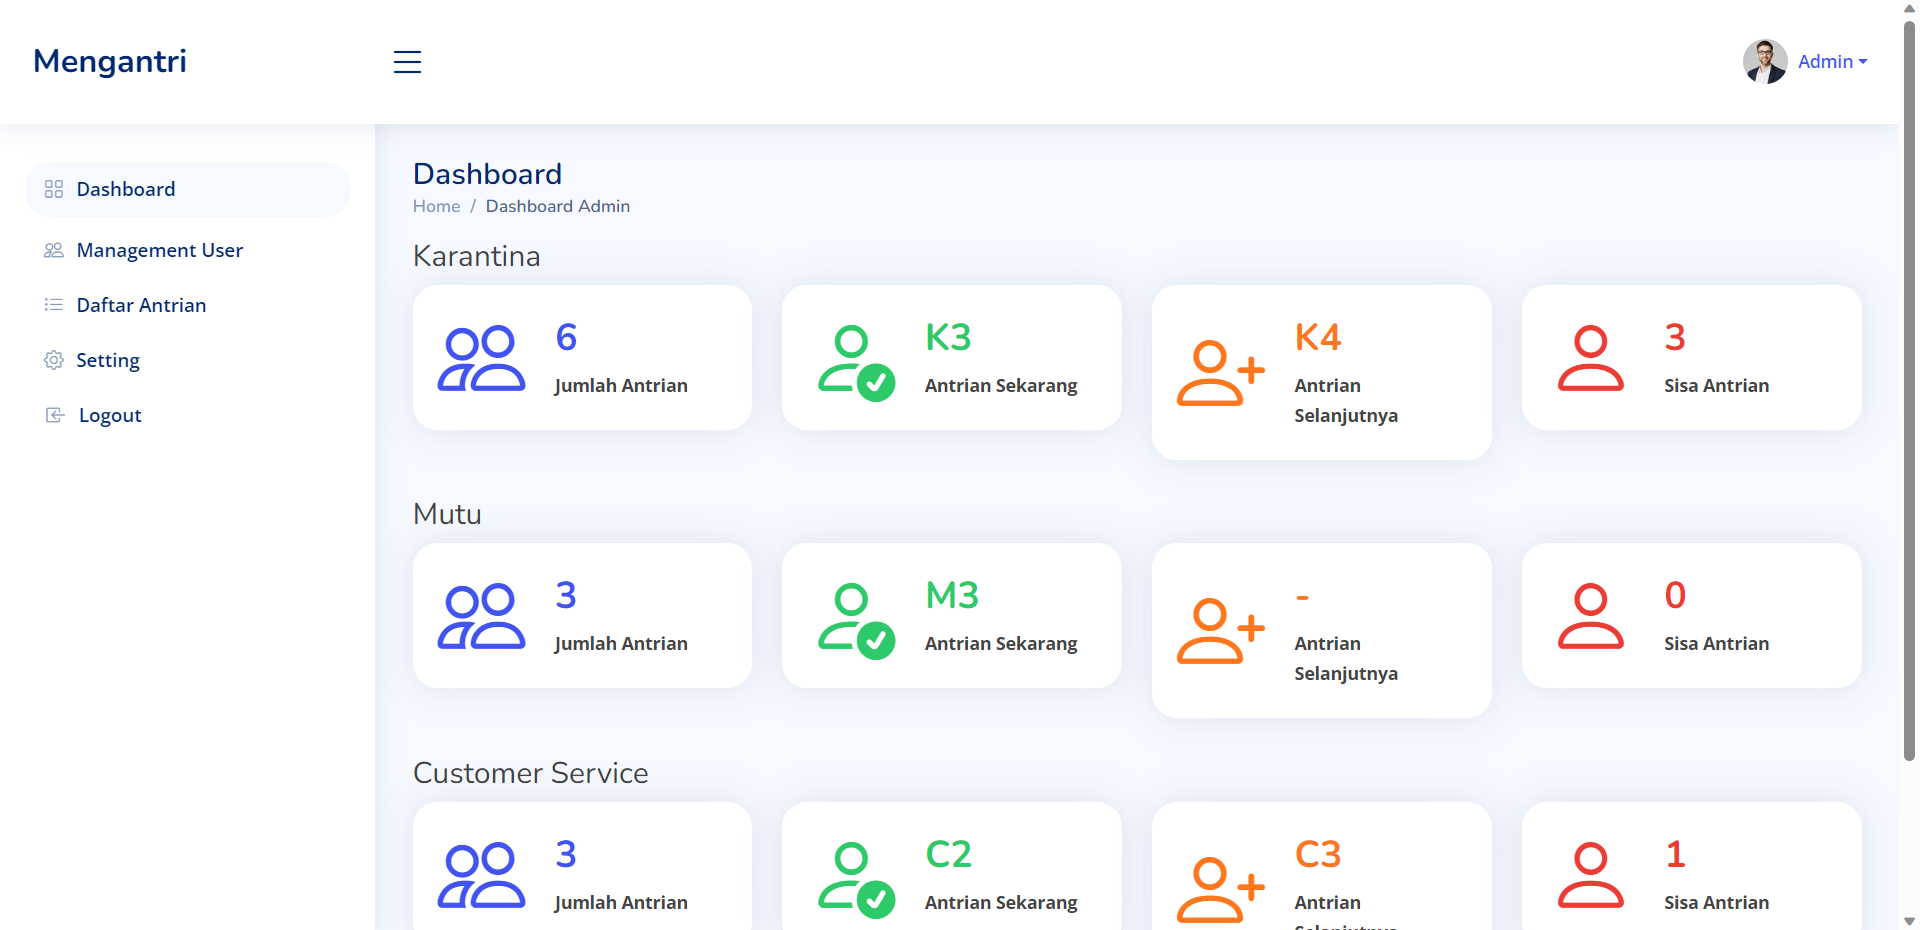 Mengantri
Admin
Dashboard
Management User
Daftar Antrian
Setting
Logout
Dashboard
Home / Dashboard Admin
Karantina
6
Jumlah Antrian
K3
Antrian Sekarang
K4
Antrian
Selanjutnya
3
Sisa Antrian
Mutu
3
Jumlah Antrian
M3
Antrian Sekarang
-
Antrian
Selanjutnya
0
Sisa Antrian
Customer Service
3
Jumlah Antrian
C2
Antrian Sekarang
C3
Antrian
1
Sisa Antrian